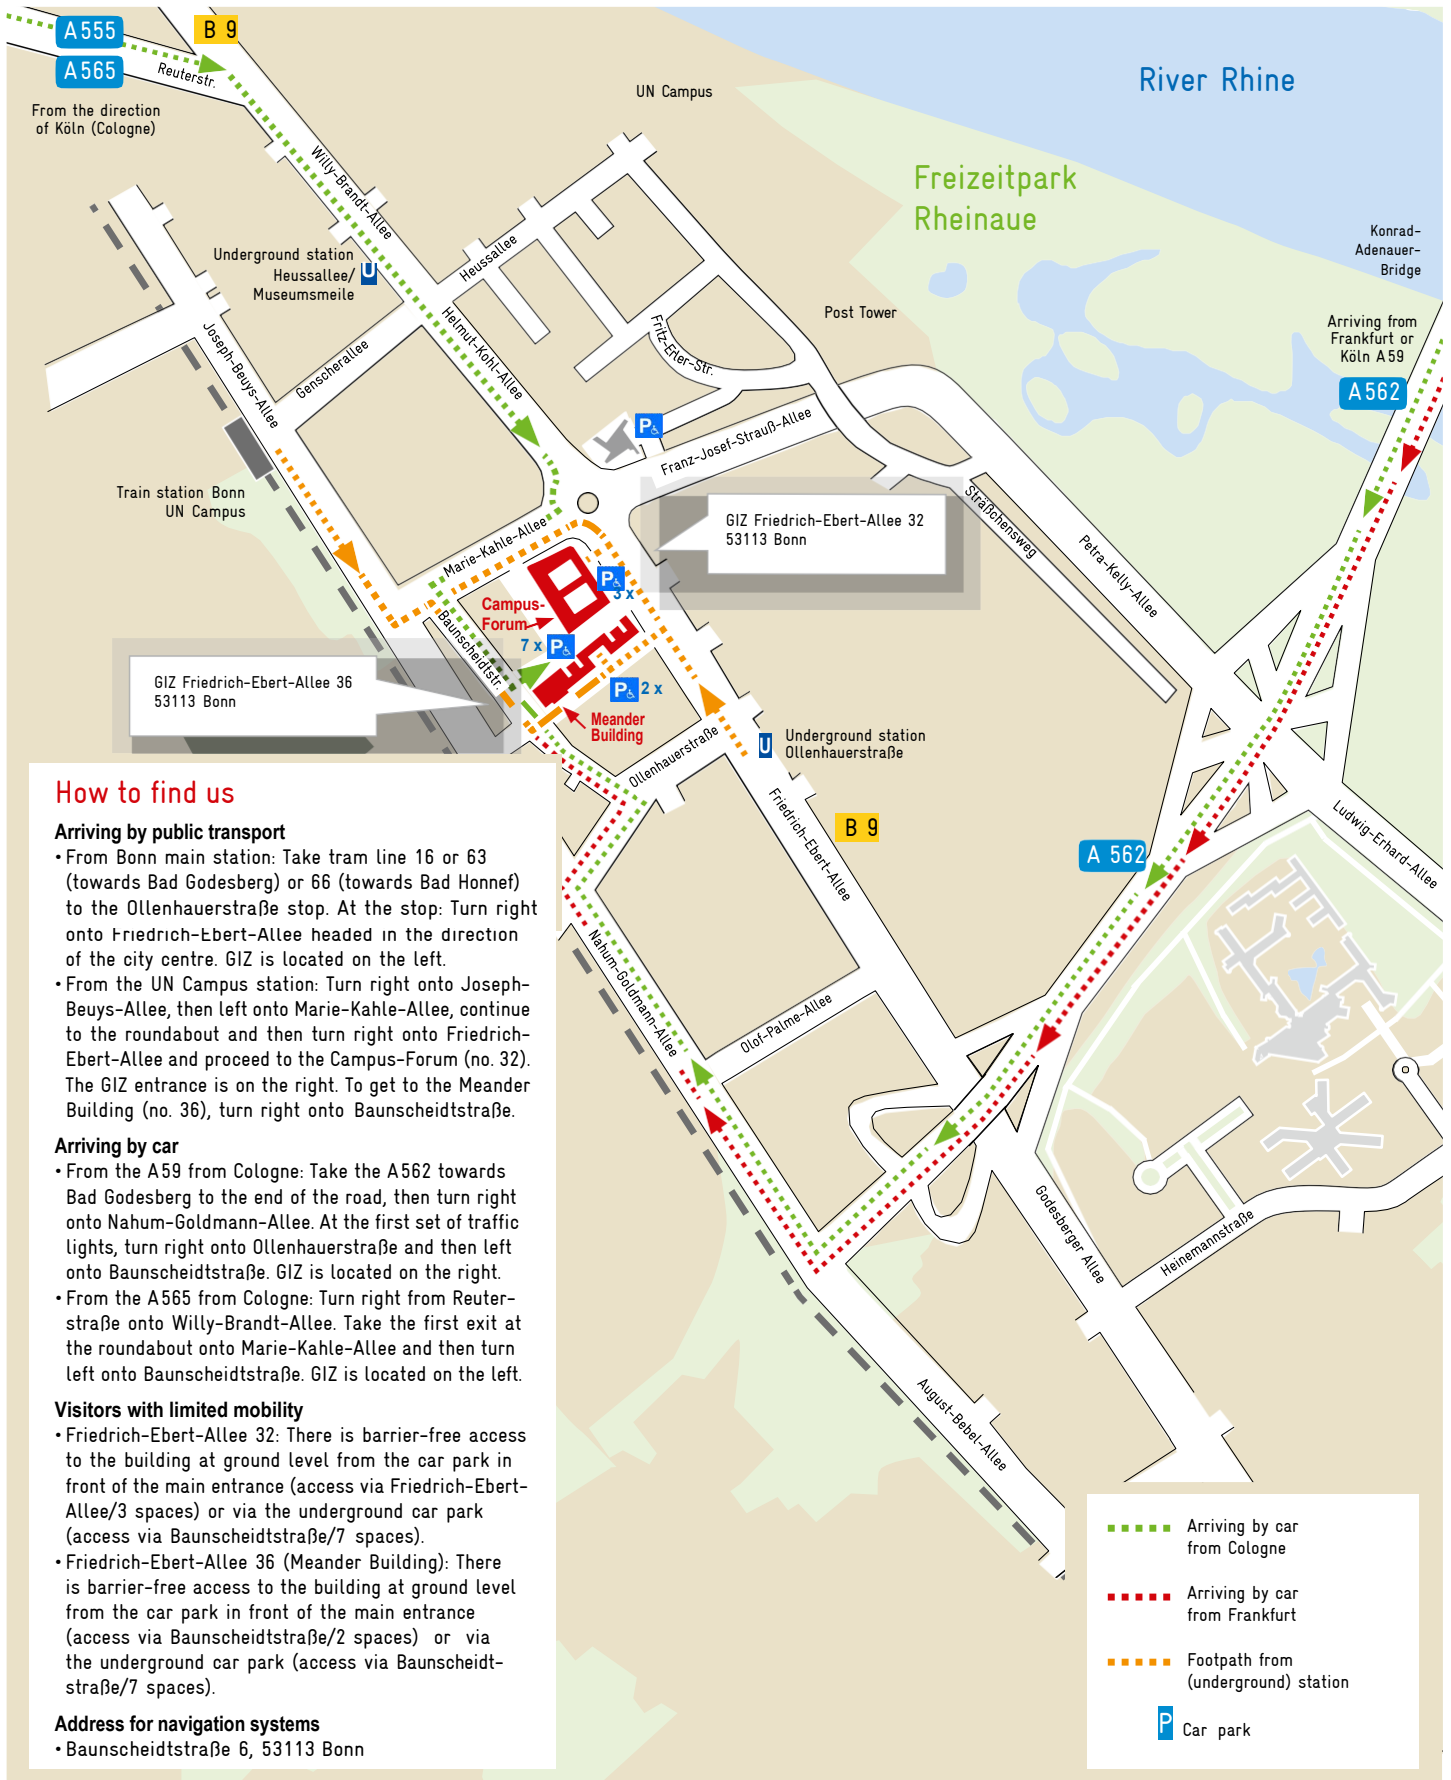 A 555
B 9
A 565
Reuterstr.
From the direction
of Köln (Cologne)
UN Campus
River Rhine
Freizeitpark
Rheinaue
Konrad-
Adenauer-
Bridge
Willy-Brandt-Allee
Underground station
Heussallee/
Museumsmeile
U
Heussallee
Post Tower
Arriving from
Frankfurt or
Köln A 59
A 562
Joseph-Beuys-Allee
Genscherallee
Helmut-Kohl-Allee
Fritz-Erler-Str.
P
Franz-Josef-Strauß-Allee
Train station Bonn
UN Campus
Sträßchensweg
Petra-Kelly-Allee
GIZ Friedrich-Ebert-Allee 32
53113 Bonn
Marie-Kahle-Allee
P
3 x
Campus-
Forum
Baunscheidtstr.
7 x P
P 2 x
GIZ Friedrich-Ebert-Allee 36
53113 Bonn
Meander
Building
Ollenhauerstraße
U
Underground station
Ollenhauerstraße
Friedrich-Ebert-Allee
B 9
A 562
Ludwig-Erhard-Allee
Nahum-Goldmann-Allee
Olof-Palme-Allee
Godesberger Allee
Heinemannstraße
August-Bebel-Allee
How to find us
Arriving by public transport
• From Bonn main station: Take tram line 16 or 63
(towards Bad Godesberg) or 66 (towards Bad Honnef)
to the Ollenhauerstraße stop. At the stop: Turn right
onto Friedrich-Ebert-Allee headed in the direction
of the city centre. GIZ is located on the left.
• From the UN Campus station: Turn right onto Joseph-
Beuys-Allee, then left onto Marie-Kahle-Allee, continue
to the roundabout and then turn right onto Friedrich-
Ebert-Allee and proceed to the Campus-Forum (no. 32).
The GIZ entrance is on the right. To get to the Meander
Building (no. 36), turn right onto Baunscheidtstraße.
Arriving by car
• From the A 59 from Cologne: Take the A 562 towards
Bad Godesberg to the end of the road, then turn right
onto Nahum-Goldmann-Allee. At the first set of traffic
lights, turn right onto Ollenhauerstraße and then left
onto Baunscheidtstraße. GIZ is located on the right.
• From the A 565 from Cologne: Turn right from Reuter-
straße onto Willy-Brandt-Allee. Take the first exit at
the roundabout onto Marie-Kahle-Allee and then turn
left onto Baunscheidtstraße. GIZ is located on the left.
Visitors with limited mobility
• Friedrich-Ebert-Allee 32: There is barrier-free access
to the building at ground level from the car park in
front of the main entrance (access via Friedrich-Ebert-
Allee/3 spaces) or via the underground car park
(access via Baunscheidtstraße/7 spaces).
• Friedrich-Ebert-Allee 36 (Meander Building): There
is barrier-free access to the building at ground level
from the car park in front of the main entrance
(access via Baunscheidtstraße/2 spaces) or via
the underground car park (access via Baunscheidt-
straße/7 spaces).
Address for navigation systems
• Baunscheidtstraße 6, 53113 Bonn
Arriving by car
from Cologne
Arriving by car
from Frankfurt
Footpath from
(underground) station
P Car park